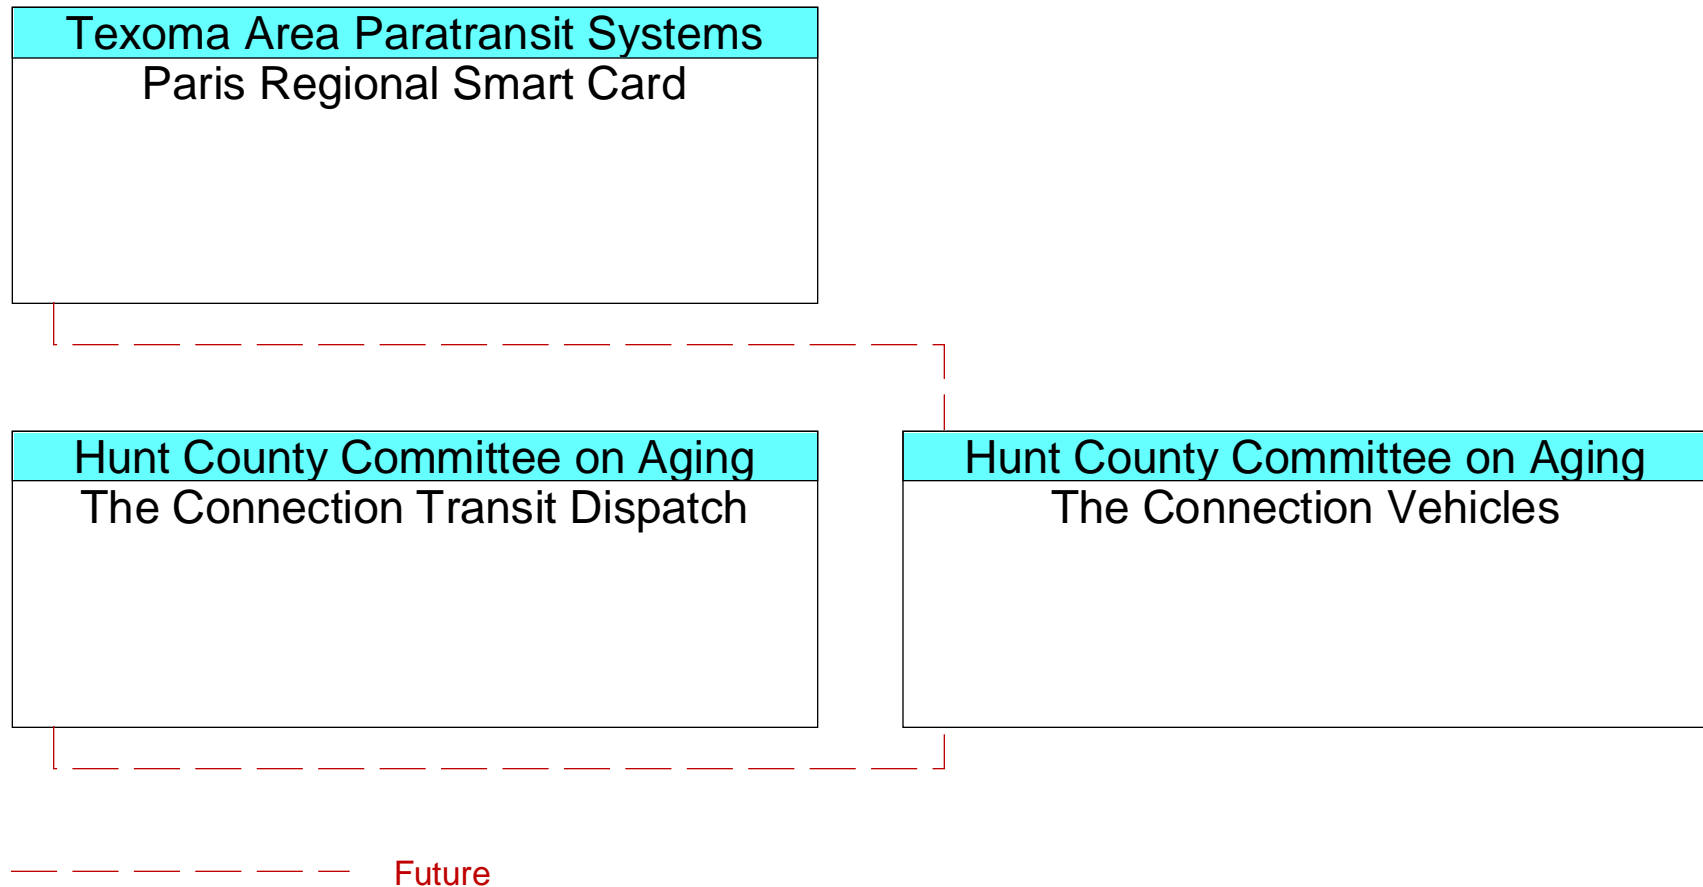 Texoma Area Paratransit Systems
Paris Regional Smart Card
Hunt County Committee on Aging
The Connection Transit Dispatch
Hunt County Committee on Aging
The Connection Vehicles
Future